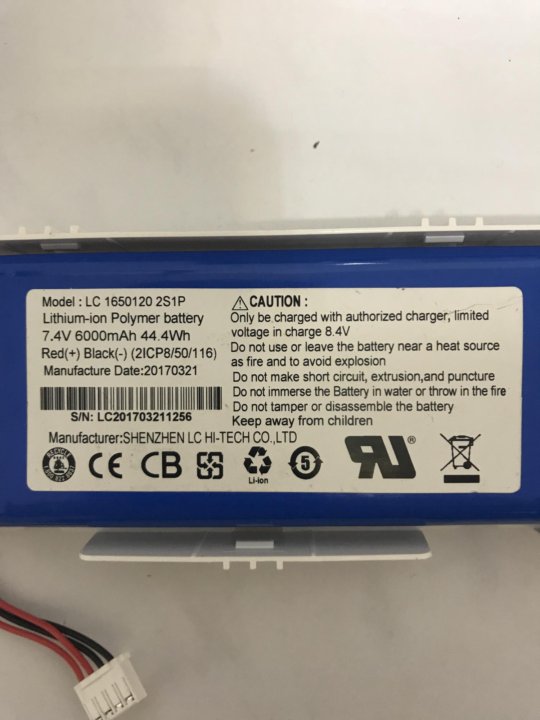 Model : LC 1650120 2S1P
Lithium-ion Polymer battery
7.4V 6000mAh 44.4Wh
Red(+) Black(-) (2ICP8/50/116)
Manufacture Date:20170321
S/N: LC201703211256
Manufacturer:SHENZHEN LC HI-TECH CO.,LTD
⚠CAUTION :
Only be charged with authorized charger, limited
voltage in charge 8.4V
Do not use or leave the battery near a heat source
as fire and to avoid explosion
Do not make short circuit, extrusion,and puncture
Do not immerse the Battery in water or throw in the fire
Do not tamper or disassemble the battery
Keep away from children
RECYCLE
CE CB
Li-ion
5
RU®